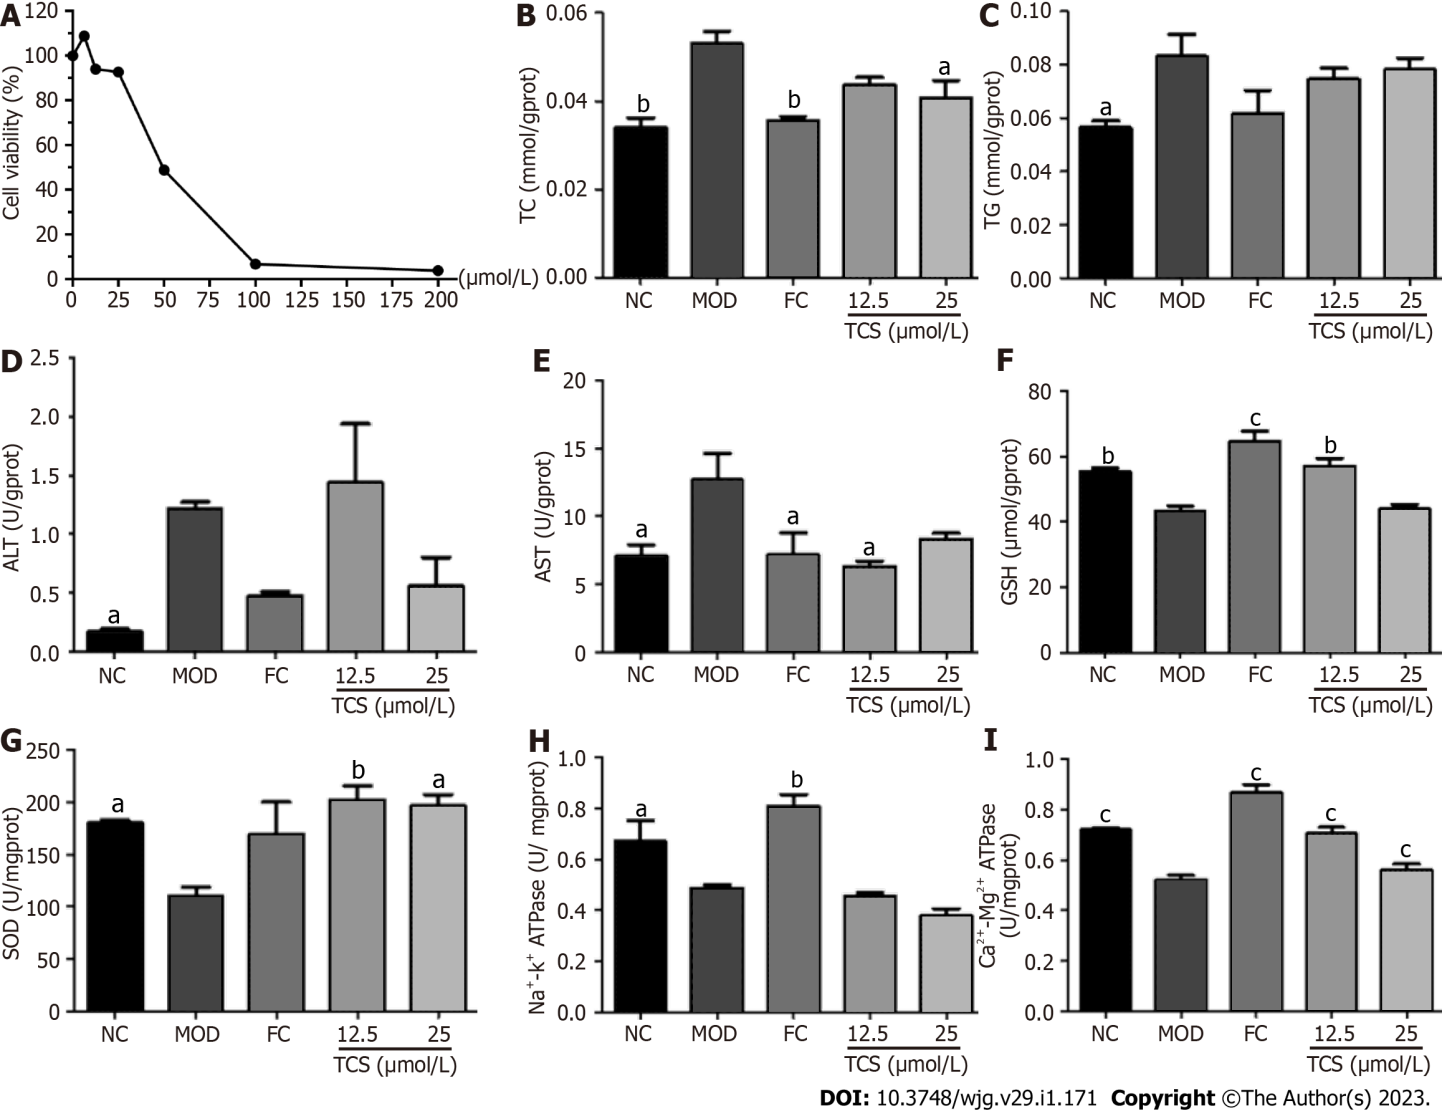 A
120
100
80
60
40
20
0
Cell viability (%)
0 25 50 75 100 125 150 175 200 (μmol/L)
B
0.06
0.04
0.02
0.00
TC (mmol/gprot)
b b a
NC MOD FC 12.5 25
TCS (μmol/L)
C
0.10
0.08
0.06
0.04
0.02
0.00
TG (mmol/gprot)
a
NC MOD FC 12.5 25
TCS (μmol/L)
D
2.5
2.0
1.5
1.0
0.5
0.0
ALT (U/gprot)
a
NC MOD FC 12.5 25
TCS (μmol/L)
E
20
15
10
5
0
AST (U/gprot)
a a a
NC MOD FC 12.5 25
TCS (μmol/L)
F
80
60
40
20
0
GSH (μmol/gprot)
b c b
NC MOD FC 12.5 25
TCS (μmol/L)
G
250
200
150
100
50
0
SOD (U/mgprot)
a b a
NC MOD FC 12.5 25
TCS (μmol/L)
H
1.0
0.8
0.6
0.4
0.2
0.0
Na⁺-k⁺ ATPase (U/ mgprot)
a b
NC MOD FC 12.5 25
TCS (μmol/L)
I
1.0
0.8
0.6
0.4
0.2
0.0
Ca²⁺-Mg²⁺ ATPase
(U/mgprot)
c c c c
NC MOD FC 12.5 25
TCS (μmol/L)
DOI: 10.3748/wjg.v29.i1.171 Copyright ©The Author(s) 2023.